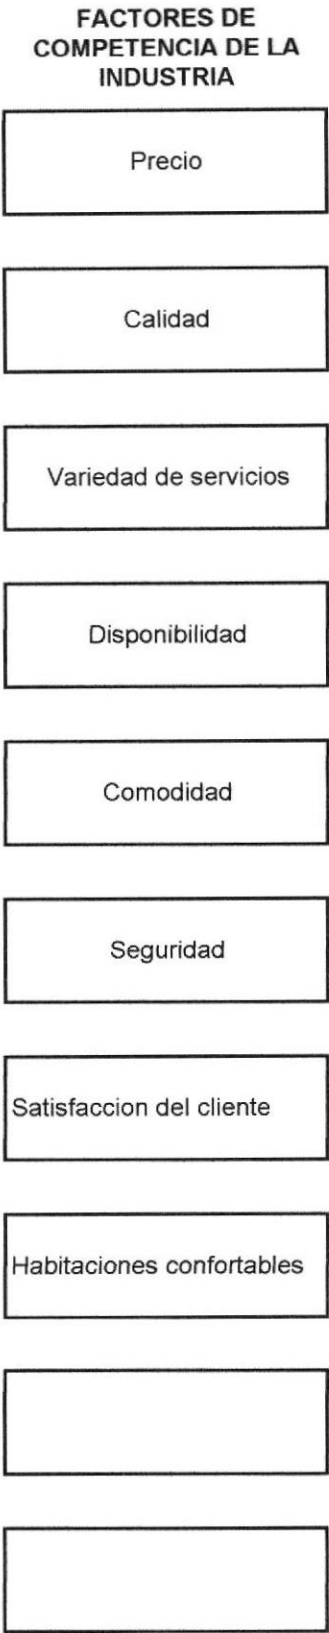 FACTORES DE
COMPETENCIA DE LA
INDUSTRIA
Precio
Calidad
Variedad de servicios
Disponibilidad
Comodidad
Seguridad
Satisfaccion del cliente
Habitaciones confortables